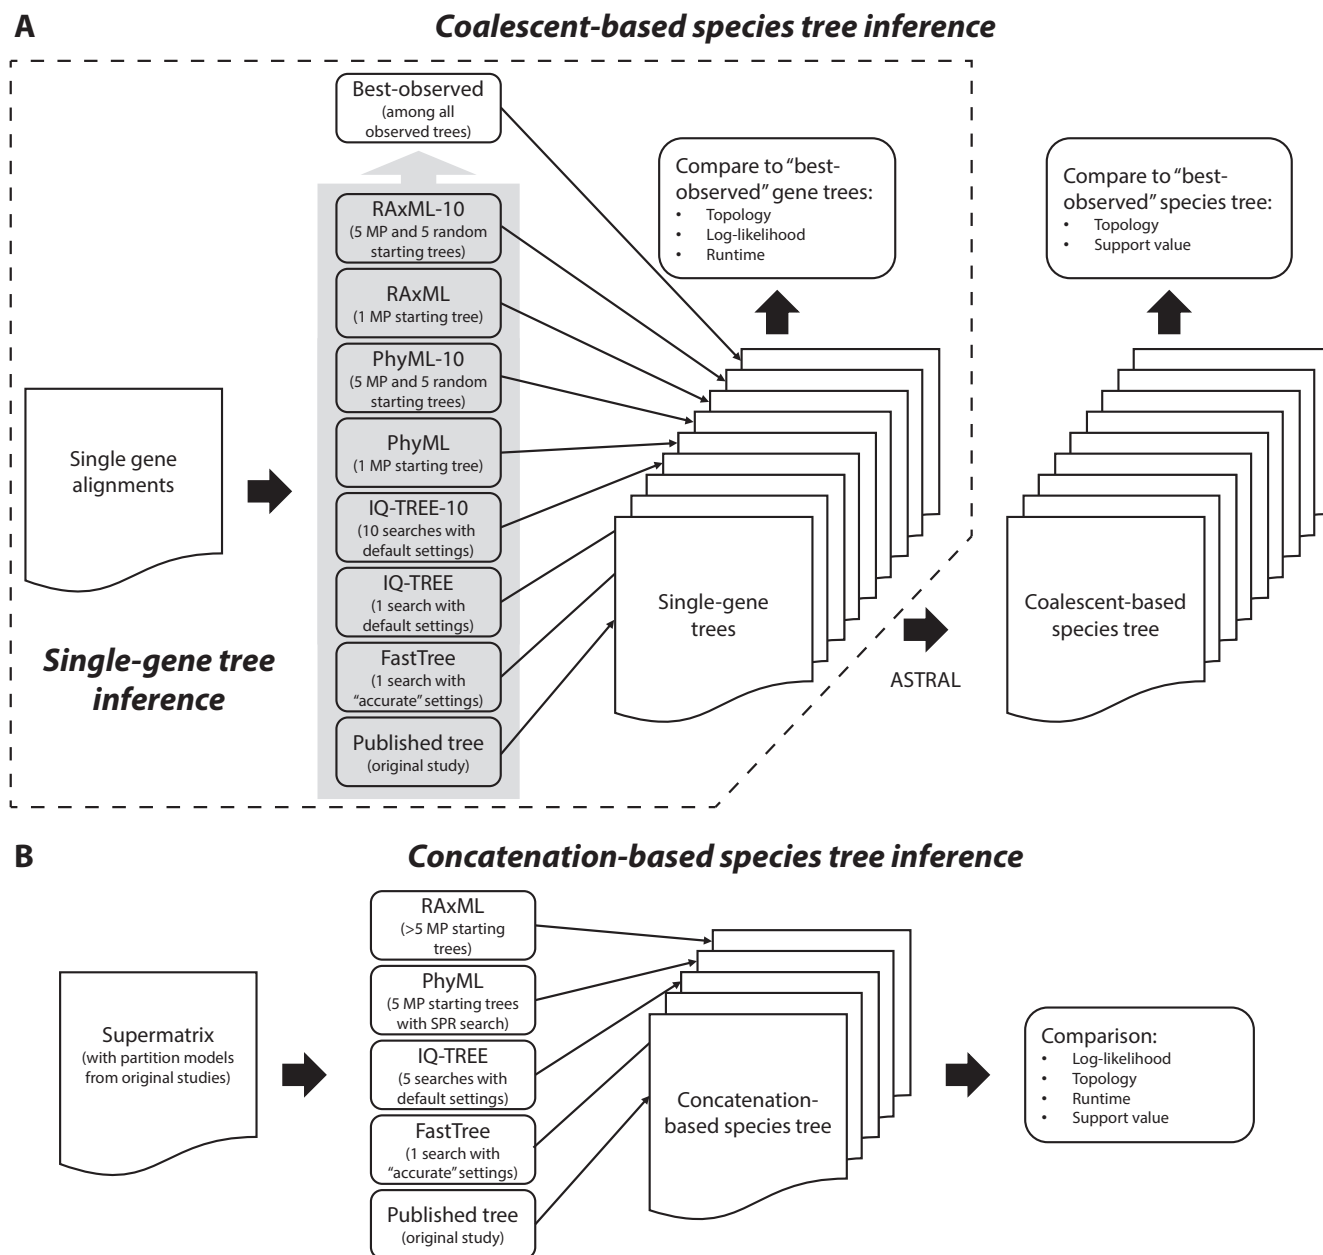 A
Coalescent-based species tree inference
Best-observed
(among all
observed trees)
RAxML-10
(5 MP and 5 random
starting trees)
RAxML
(1 MP starting tree)
PhyML-10
(5 MP and 5 random
starting trees)
PhyML
(1 MP starting tree)
IQ-TREE-10
(10 searches with
default settings)
IQ-TREE
(1 search with
default settings)
FastTree
(1 search with
“accurate” settings)
Published tree
(original study)
Single gene
alignments
Single-gene tree
inference
Compare to “best-
observed” gene trees:
• Topology
• Log-likelihood
• Runtime
Single-gene
trees
ASTRAL
Compare to “best-
observed” species tree:
• Topology
• Support value
Coalescent-based
species tree
B
Concatenation-based species tree inference
Supermatrix
(with partition models
from original studies)
RAxML
(>5 MP starting
trees)
PhyML
(5 MP starting trees
with SPR search)
IQ-TREE
(5 searches with
default settings)
FastTree
(1 search with
“accurate” settings)
Published tree
(original study)
Concatenation-
based species tree
Comparison:
• Log-likelihood
• Topology
• Runtime
• Support value